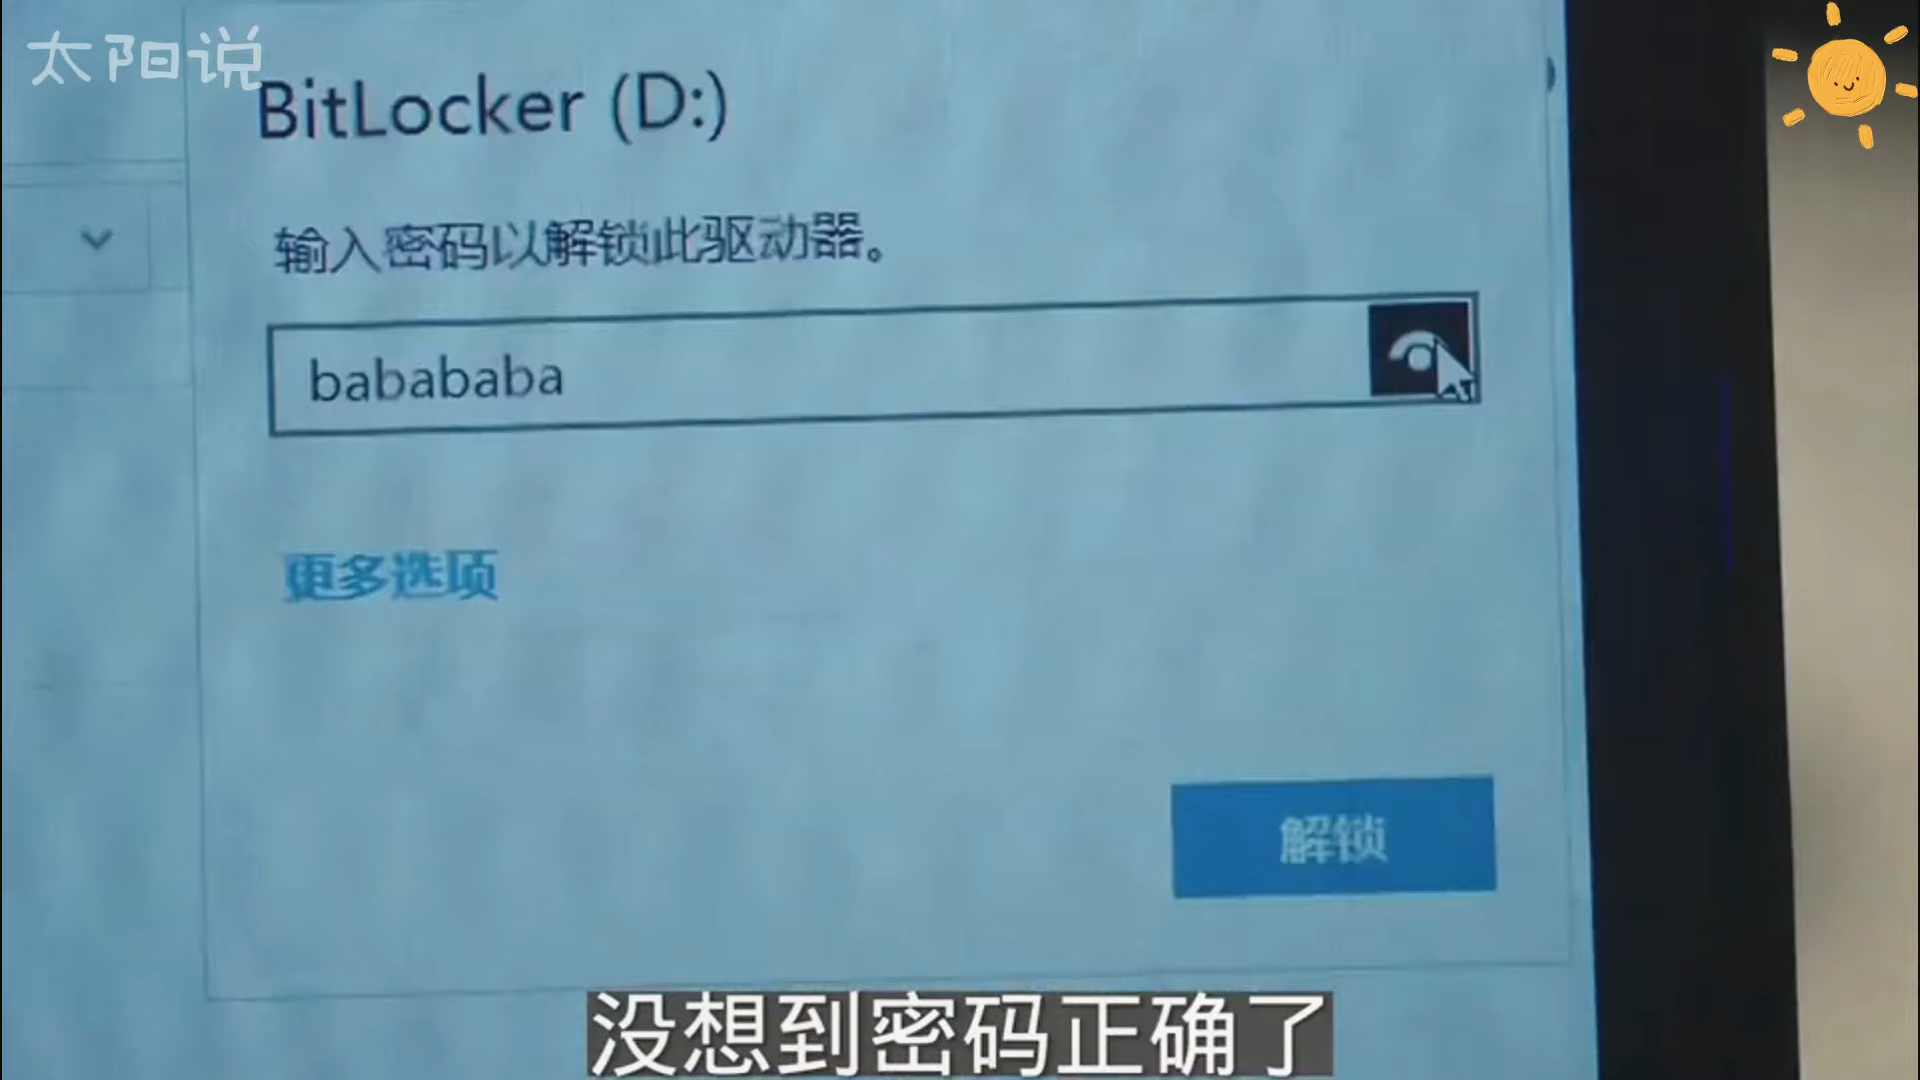 太阳说
BitLocker (D:)
输入密码以解锁此驱动器。
babababa
更多选项
解锁
没想到密码正确了